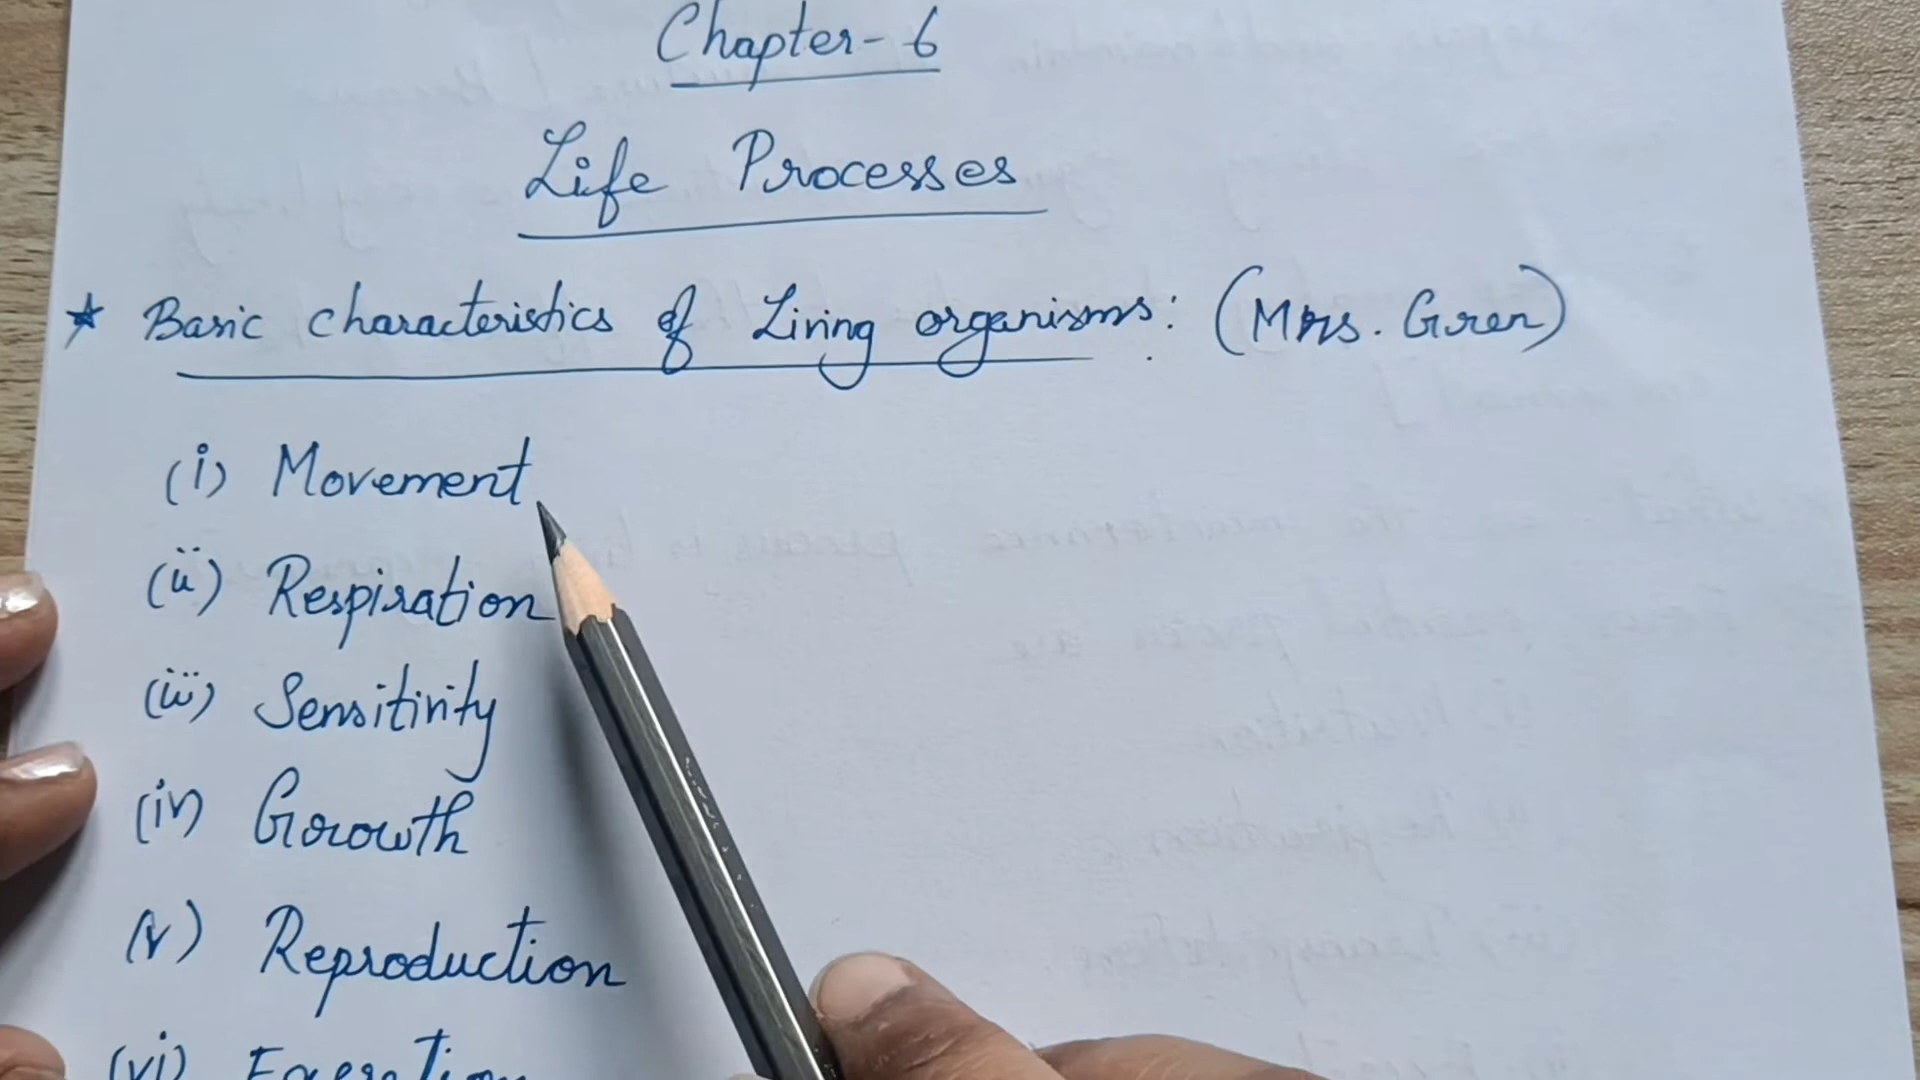 Chapter-6
Life Processes
★ Basic characteristics of Living organisms: (Mrs. Gren)
(i) Movement
(ii) Respiration
(iii) Sensitivity
(iv) Growth
(v) Reproduction
(vi) Excretion